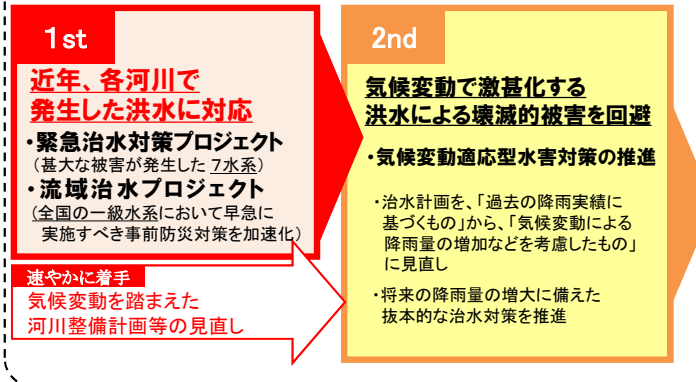 1st
近年、各河川で
発生した洪水に対応
・緊急治水対策プロジェクト
（甚大な被害が発生した 7水系）
・流域治水プロジェクト
（全国の一級水系において早急に
実施すべき事前防災対策を加速化）
速やかに着手
気候変動を踏まえた
河川整備計画等の見直し
2nd
気候変動で激甚化する
洪水による壊滅的被害を回避
・気候変動適応型水害対策の推進
・治水計画を、「過去の降雨実績に
基づくもの」から、「気候変動による
降雨量の増加などを考慮したもの」
に見直し
・将来の降雨量の増大に備えた
抜本的な治水対策を推進